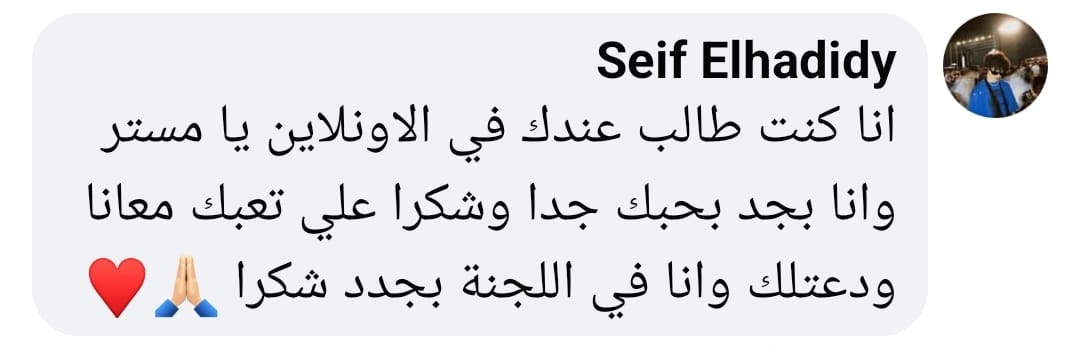 Seif Elhadidy
انا كنت طالب عندك في الاونلاين يا مستر
وانا بجد بحبك جدا وشكرا علي تعبك معانا
ودعتلك وانا في اللجنة بجدد شكرا 🙏🏻♥️